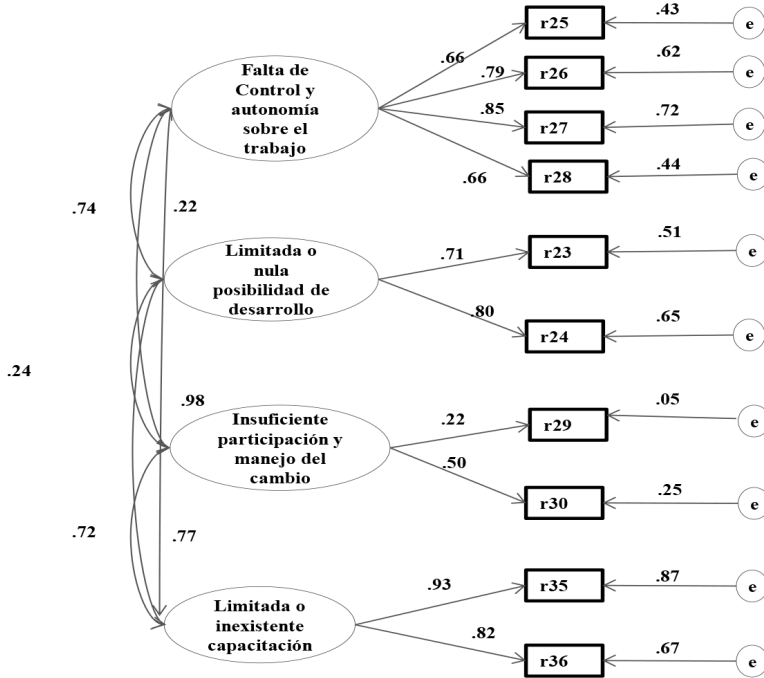 .43
r25
e
Falta de
Control y
autonomía
sobre el
trabajo
.66
.62
.79
r26
e
.85
.72
r27
e
.44
.66
r28
e
.74
.22
Limitada o
nula
posibilidad de
desarrollo
.71
.51
r23
e
.80
.65
r24
e
.24
.98
Insuficiente
participación y
manejo del
cambio
.22
.05
r29
e
.50
.25
r30
e
.72
.77
Limitada o
inexistente
capacitación
.93
.87
r35
e
.82
.67
r36
e